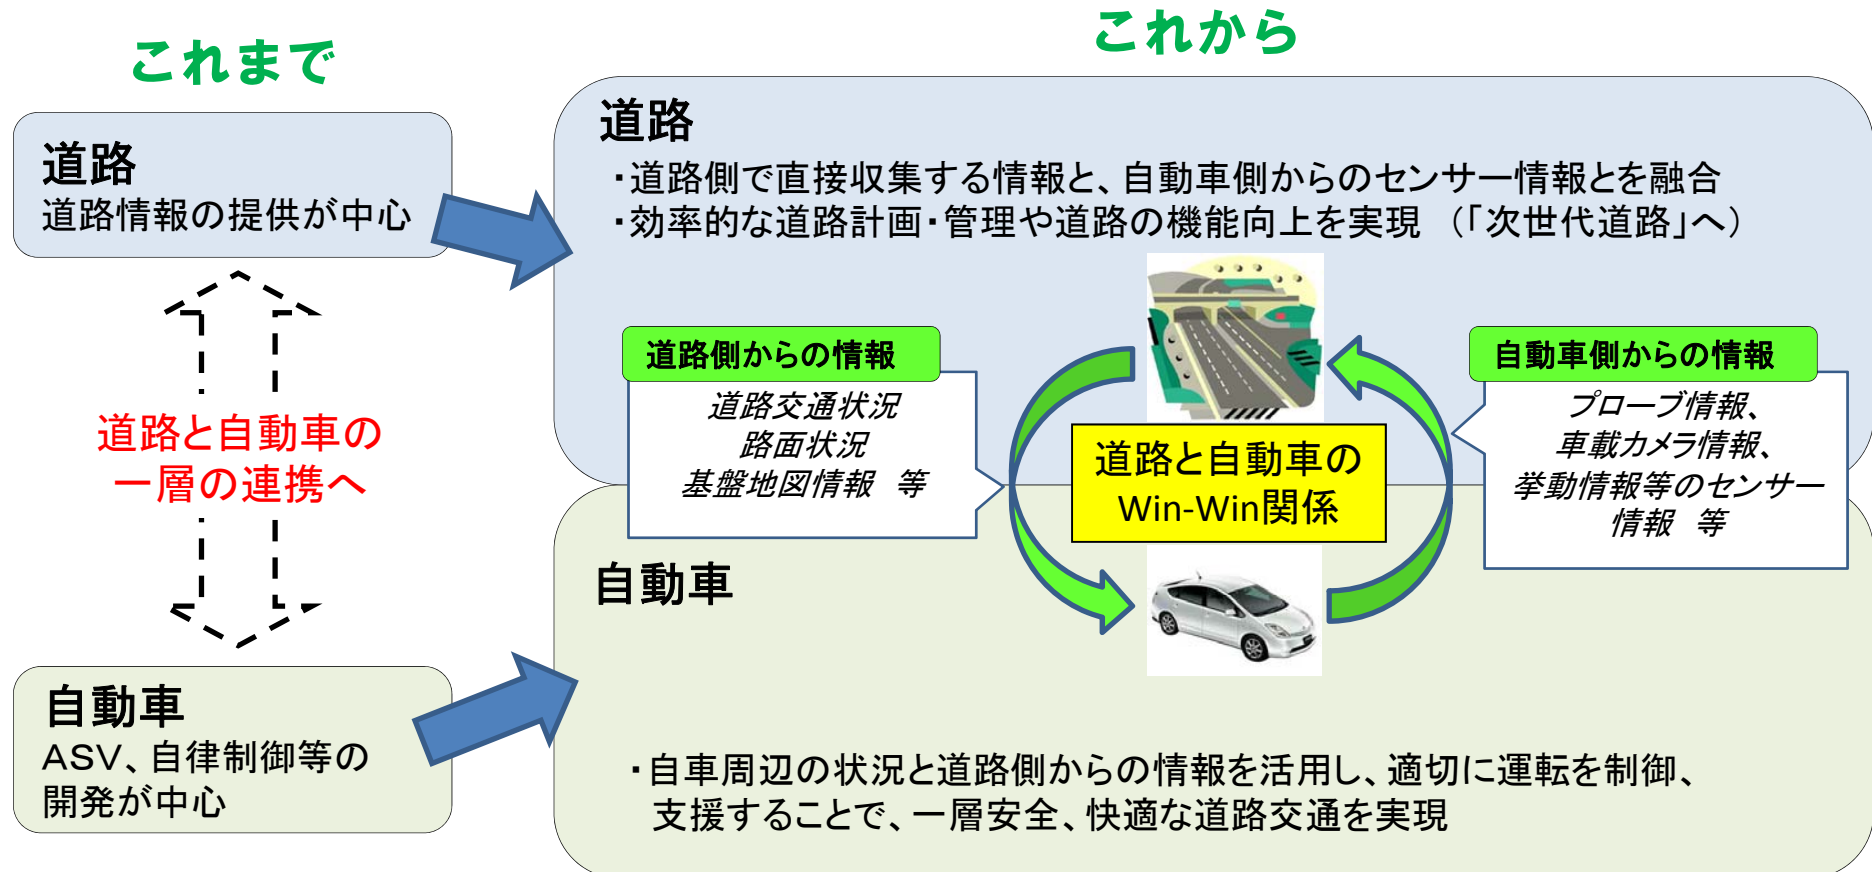 これまで
これから
道路
道路情報の提供が中心
道路と自動車の
一層の連携へ
自動車
ASV、自律制御等の
開発が中心
道路
・道路側で直接収集する情報と、自動車側からのセンサー情報とを融合
・効率的な道路計画・管理や道路の機能向上を実現 （「次世代道路」へ）
道路側からの情報
道路交通状況
路面状況
基盤地図情報 等
道路と自動車の
Win-Win関係
自動車側からの情報
プローブ情報、
車載カメラ情報、
挙動情報等のセンサー
情報 等
自動車
・自車周辺の状況と道路側からの情報を活用し、適切に運転を制御、
支援することで、一層安全、快適な道路交通を実現